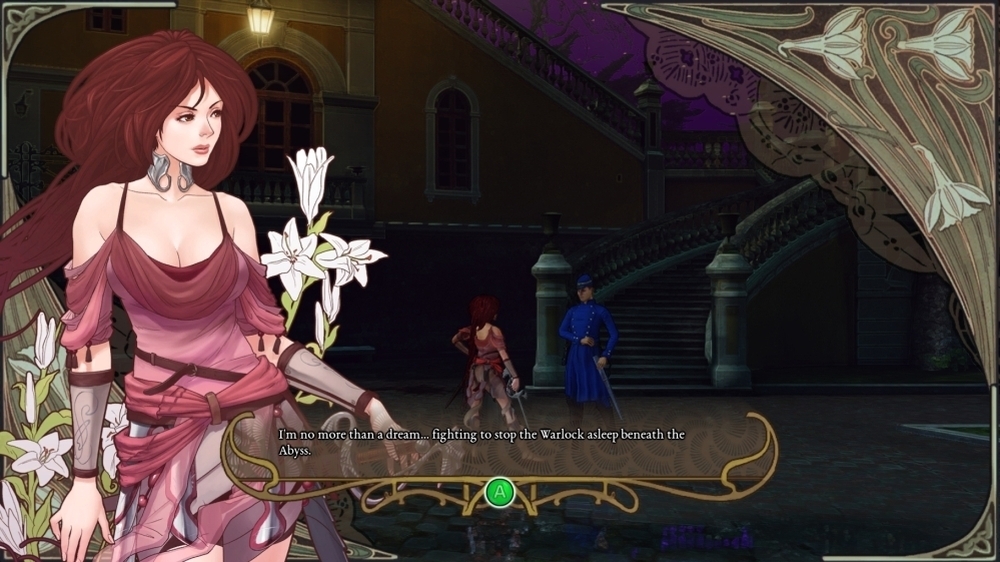 I'm no more than a dream... fighting to stop the Warlock asleep beneath the
Abyss.
A